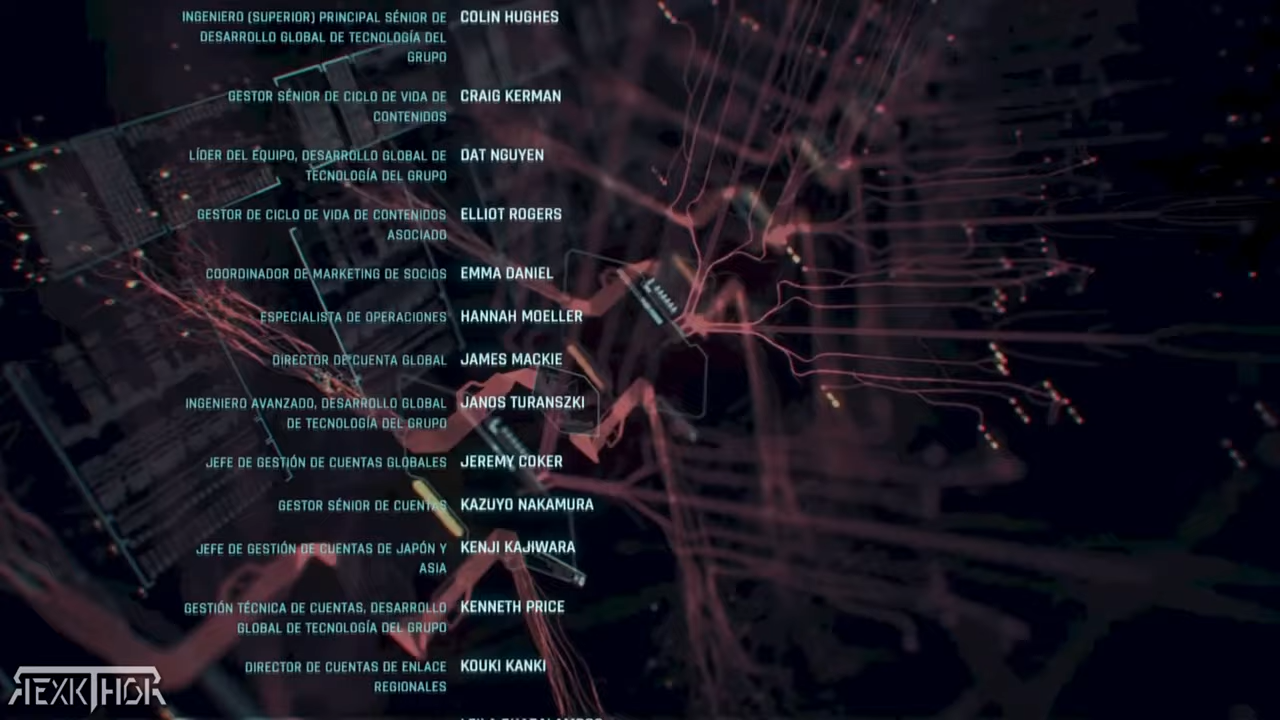 INGENIERO (SUPERIOR) PRINCIPAL SÉNIOR DE COLIN HUGHES
DESARROLLO GLOBAL DE TECNOLOGÍA DEL
GRUPO
GESTOR SÉNIOR DE CICLO DE VIDA DE CRAIG KERMAN
CONTENIDOS
LÍDER DEL EQUIPO, DESARROLLO GLOBAL DE DAT NGUYEN
TECNOLOGÍA DEL GRUPO
GESTOR DE CICLO DE VIDA DE CONTENIDOS ELLIOT ROGERS
ASOCIADO
COORDINADOR DE MARKETING DE SOCIOS EMMA DANIEL
ESPECIALISTA DE OPERACIONES HANNAH MOELLER
DIRECTOR DE CUENTA GLOBAL JAMES MACKIE
INGENIERO AVANZADO, DESARROLLO GLOBAL JANOS TURANSZKI
DE TECNOLOGÍA DEL GRUPO
JEFE DE GESTIÓN DE CUENTAS GLOBALES JEREMY COKER
GESTOR SÉNIOR DE CUENTAS KAZUYO NAKAMURA
JEFE DE GESTIÓN DE CUENTAS DE JAPÓN Y KENJI KAJIWARA
ASIA
GESTIÓN TÉCNICA DE CUENTAS, DESARROLLO KENNETH PRICE
GLOBAL DE TECNOLOGÍA DEL GRUPO
DIRECTOR DE CUENTAS DE ENLACE KOUKI KANKI
REGIONALES